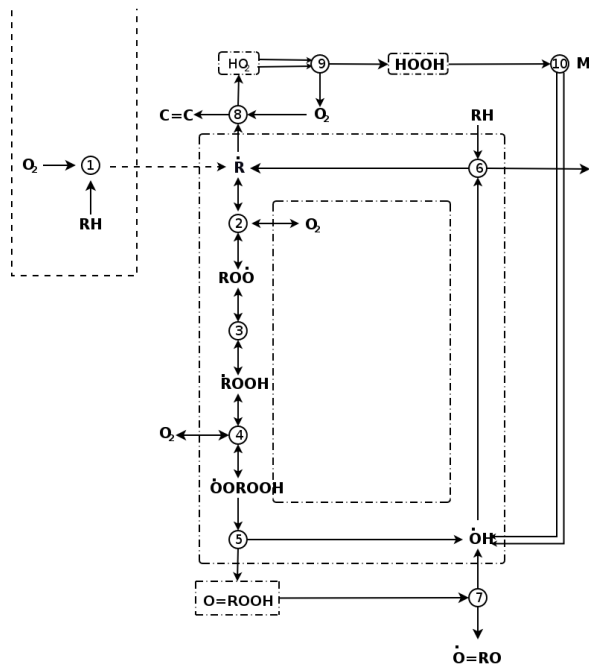 HO₂ 9 HOOH 10 M
C=C 8 O₂ RH
O₂ 1 Ṙ 6
RH 2 O₂
ROȮ
3
ṘOOH
O₂ 4
ȮOROOH
5 ȮH
O=ROOH 7
Ȯ=RO